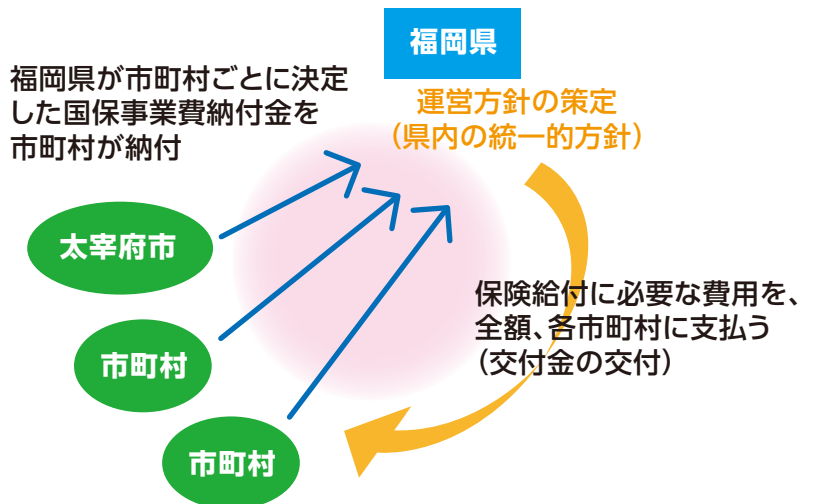 福岡県
福岡県が市町村ごとに決定
した国保事業費納付金を
市町村が納付
運営方針の策定
（県内の統一的方針）
太宰府市
市町村
市町村
保険給付に必要な費用を、
全額、各市町村に支払う
（交付金の交付）